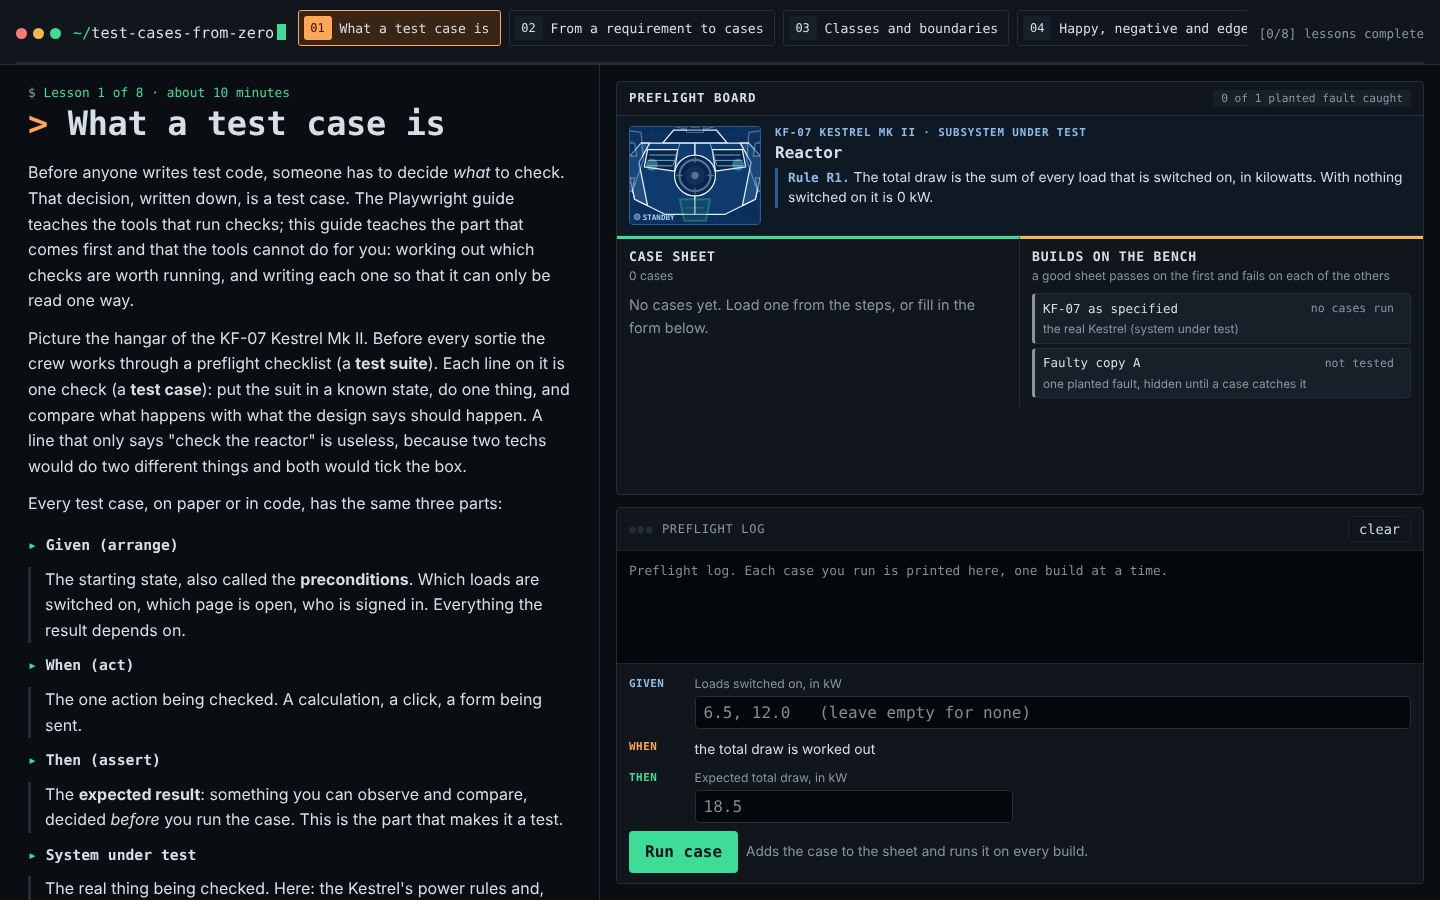 ~/test-cases-from-zero
01 What a test case is
02 From a requirement to cases
03 Classes and boundaries
04 Happy, negative and edge
[0/8] lessons complete
$ Lesson 1 of 8 · about 10 minutes
> What a test case is
Before anyone writes test code, someone has to decide what to check.
That decision, written down, is a test case. The Playwright guide
teaches the tools that run checks; this guide teaches the part that
comes first and that the tools cannot do for you: working out which
checks are worth running, and writing each one so that it can only be
read one way.
Picture the hangar of the KF-07 Kestrel Mk II. Before every sortie the
crew works through a preflight checklist (a test suite). Each line on it is
one check (a test case): put the suit in a known state, do one thing, and
compare what happens with what the design says should happen. A
line that only says "check the reactor" is useless, because two techs
would do two different things and both would tick the box.
Every test case, on paper or in code, has the same three parts:
▸ Given (arrange)
The starting state, also called the preconditions. Which loads are
switched on, which page is open, who is signed in. Everything the
result depends on.
▸ When (act)
The one action being checked. A calculation, a click, a form being
sent.
▸ Then (assert)
The expected result: something you can observe and compare,
decided before you run the case. This is the part that makes it a test.
▸ System under test
The real thing being checked. Here: the Kestrel's power rules and,
PREFLIGHT BOARD
0 of 1 planted fault caught
STANDBY
KF-07 KESTREL MK II · SUBSYSTEM UNDER TEST
Reactor
Rule R1. The total draw is the sum of every load that is switched on, in kilowatts. With nothing
switched on it is 0 kW.
CASE SHEET
0 cases
No cases yet. Load one from the steps, or fill in the
form below.
BUILDS ON THE BENCH
a good sheet passes on the first and fails on each of the others
KF-07 as specified
no cases run
the real Kestrel (system under test)
Faulty copy A
not tested
one planted fault, hidden until a case catches it
PREFLIGHT LOG
clear
Preflight log. Each case you run is printed here, one build at a time.
GIVEN
Loads switched on, in kW
6.5, 12.0 (leave empty for none)
WHEN
the total draw is worked out
THEN
Expected total draw, in kW
18.5
Run case
Adds the case to the sheet and runs it on every build.